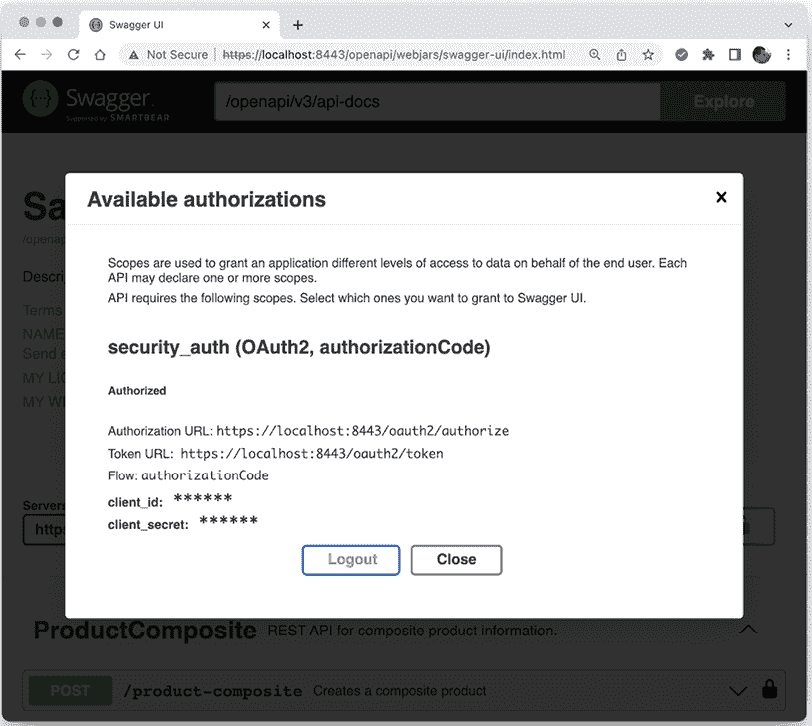 Swagger UI
Not Secure
https://localhost:8443/openapi/webjars/swagger-ui/index.html
Swagger.
Supported by SMARTBEAR
/openapi/v3/api-docs
Explore
Available authorizations
Sa
/openap
Scopes are used to grant an application different levels of access to data on behalf of the end user. Each
API may declare one or more scopes.
Descri
API requires the following scopes. Select which ones you want to grant to Swagger UI.
Terms
NAME
Send
MY LI
MY W
security_auth (OAuth2, authorizationCode)
Authorized
Authorization URL: https://localhost:8443/oauth2/authorize
Token URL: https://localhost:8443/oauth2/token
Flow: authorizationCode
client_id: ******
client_secret: ******
Servers
http
Logout
Close
ProductComposite REST API for composite product information.
POST /product-composite Creates a composite product